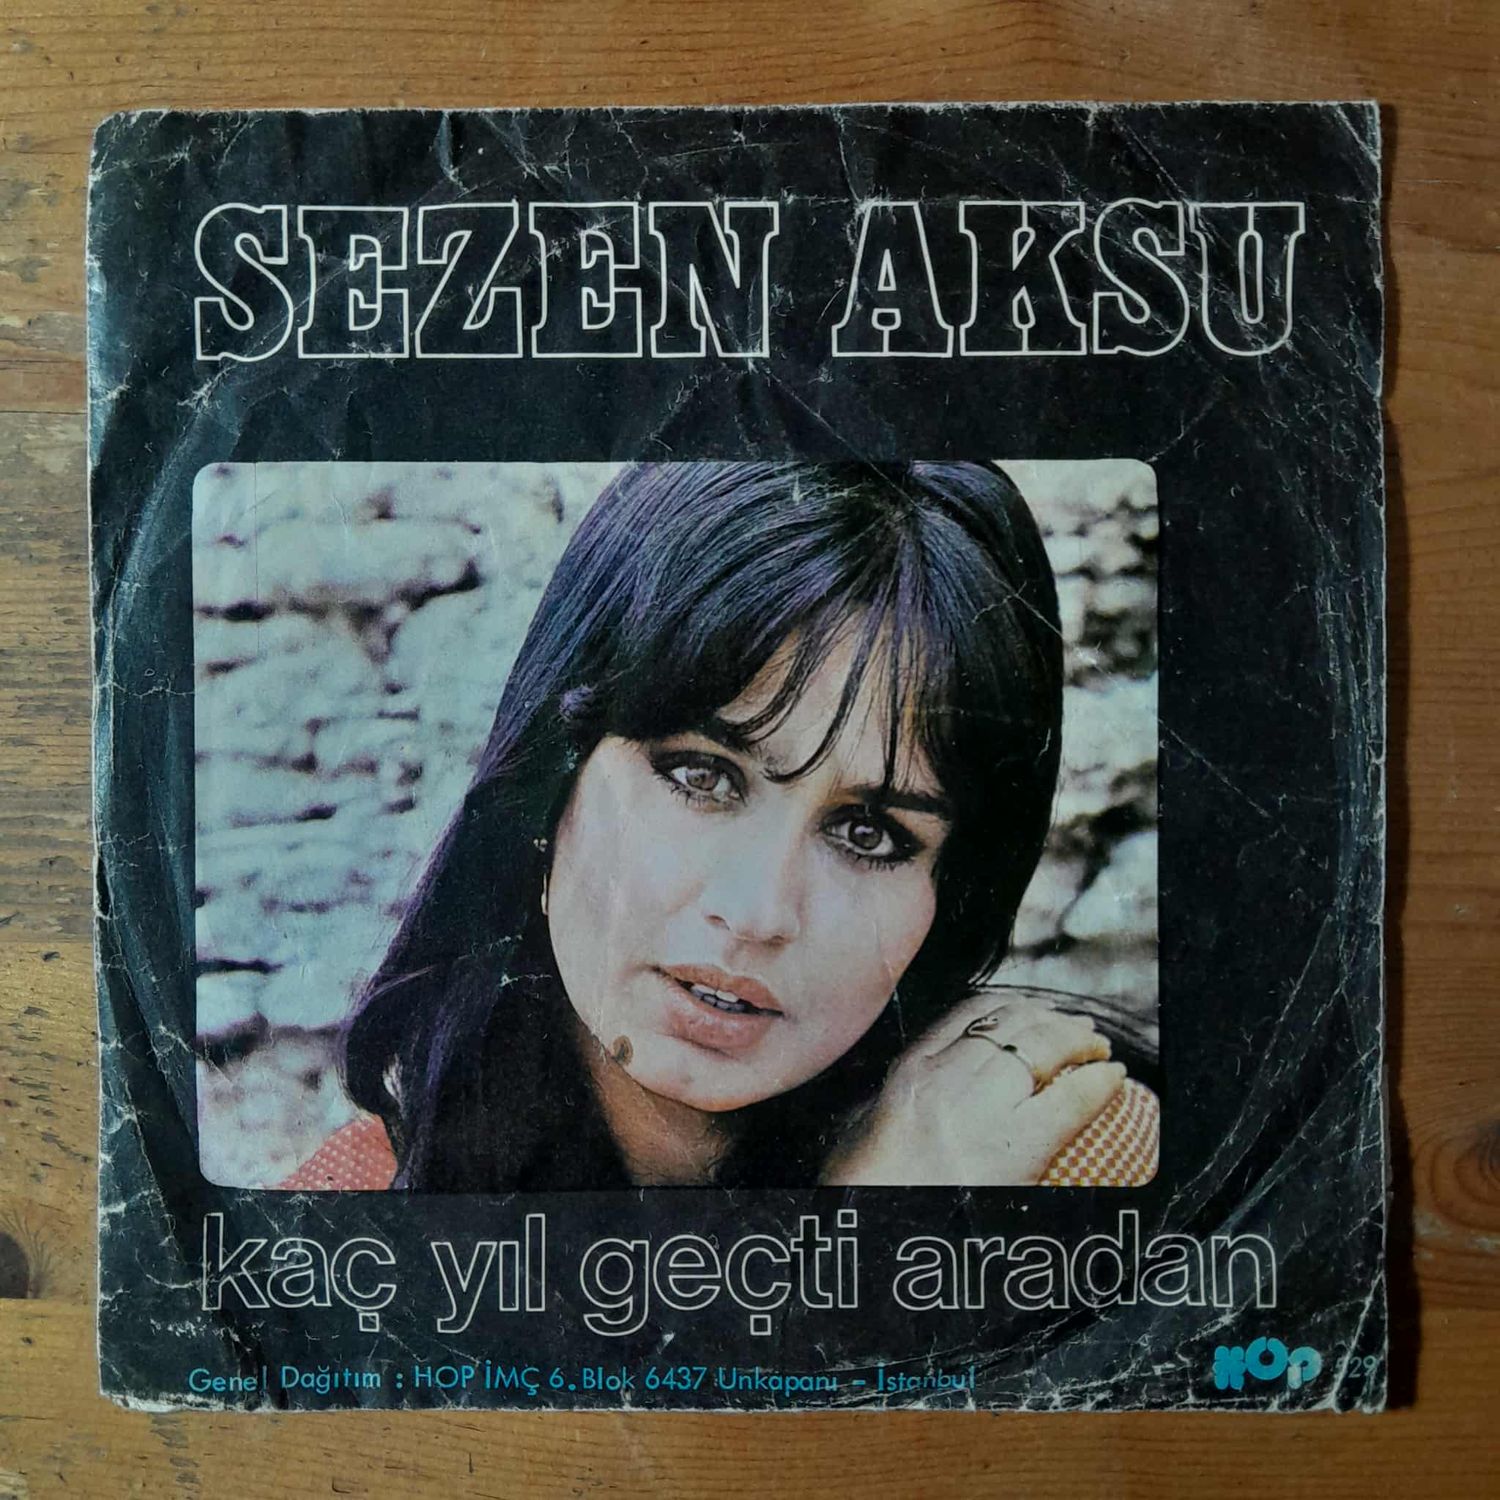 SEZEN AKSU
kaç yıl geçti aradan
Genel Dağıtım : HOP İMÇ 6. Blok 6437 Unkapanı - İstanbul
HOP